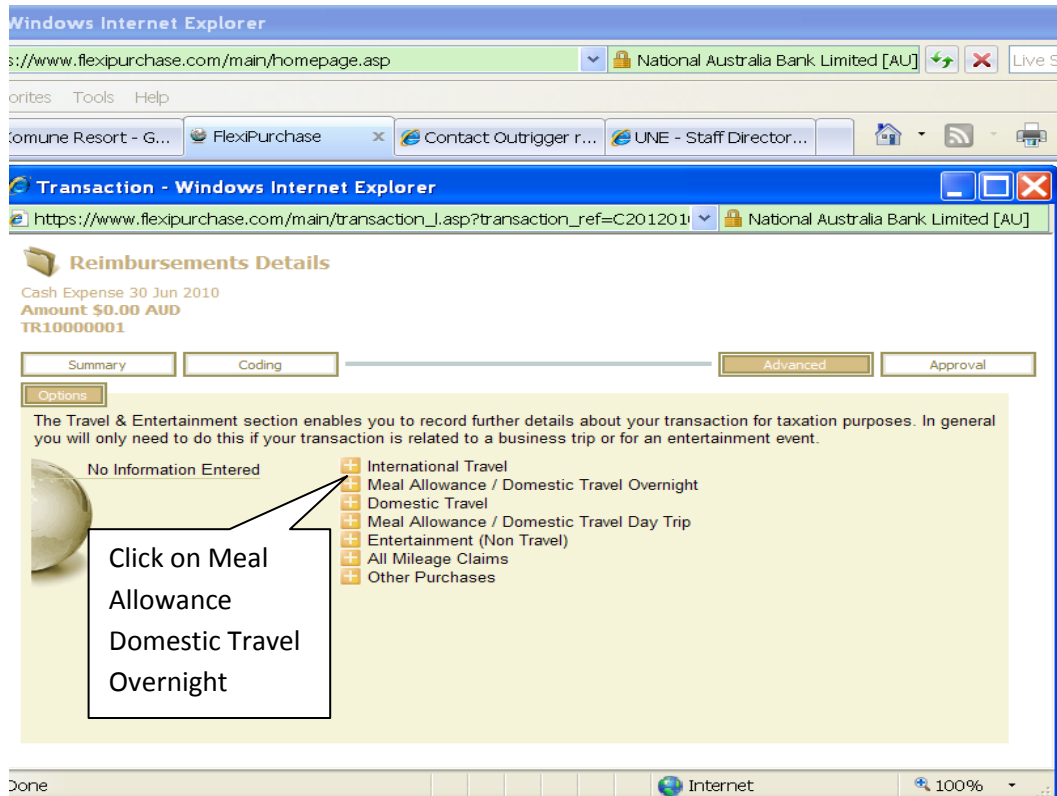 Windows Internet Explorer
s://www.flexipurchase.com/main/homepage.asp National Australia Bank Limited [AU] Live S
orites Tools Help
Komune Resort - G... FlexiPurchase x Contact Outrigger r... UNE - Staff Director...
Transaction - Windows Internet Explorer
https://www.flexipurchase.com/main/transaction_l.asp?transaction_ref=C201201 National Australia Bank Limited [AU]
Reimbursements Details
Cash Expense 30 Jun 2010
Amount $0.00 AUD
TR10000001
Summary Coding Advanced Approval
Options
The Travel & Entertainment section enables you to record further details about your transaction for taxation purposes. In general
you will only need to do this if your transaction is related to a business trip or for an entertainment event.
No Information Entered
International Travel
Meal Allowance / Domestic Travel Overnight
Domestic Travel
Meal Allowance / Domestic Travel Day Trip
Entertainment (Non Travel)
All Mileage Claims
Other Purchases
Click on Meal
Allowance
Domestic Travel
Overnight
Done Internet 100%